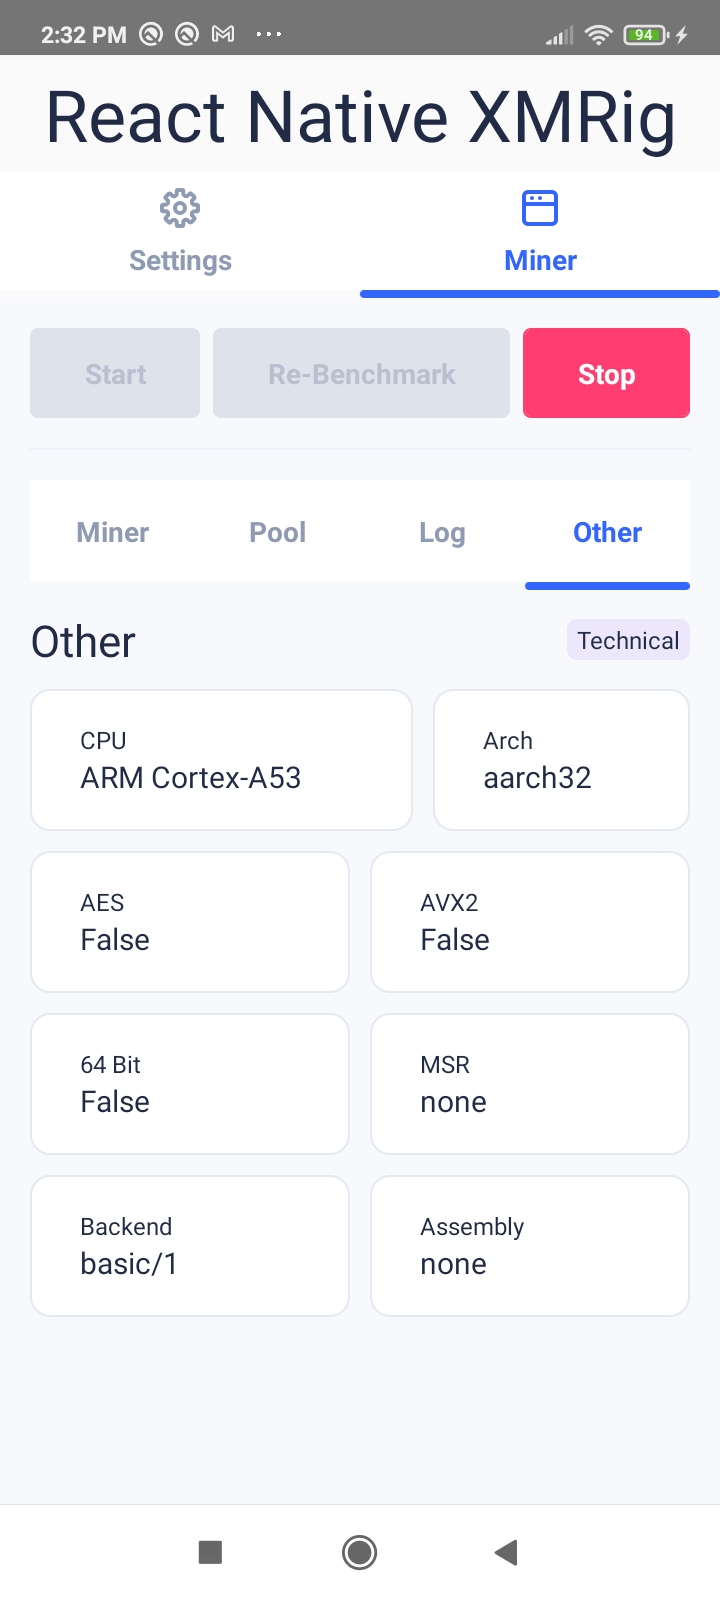 2:32 PM
94
React Native XMRig
Settings
Miner
Start
Re-Benchmark
Stop
Miner
Pool
Log
Other
Other
Technical
CPU
ARM Cortex-A53
Arch
aarch32
AES
False
AVX2
False
64 Bit
False
MSR
none
Backend
basic/1
Assembly
none